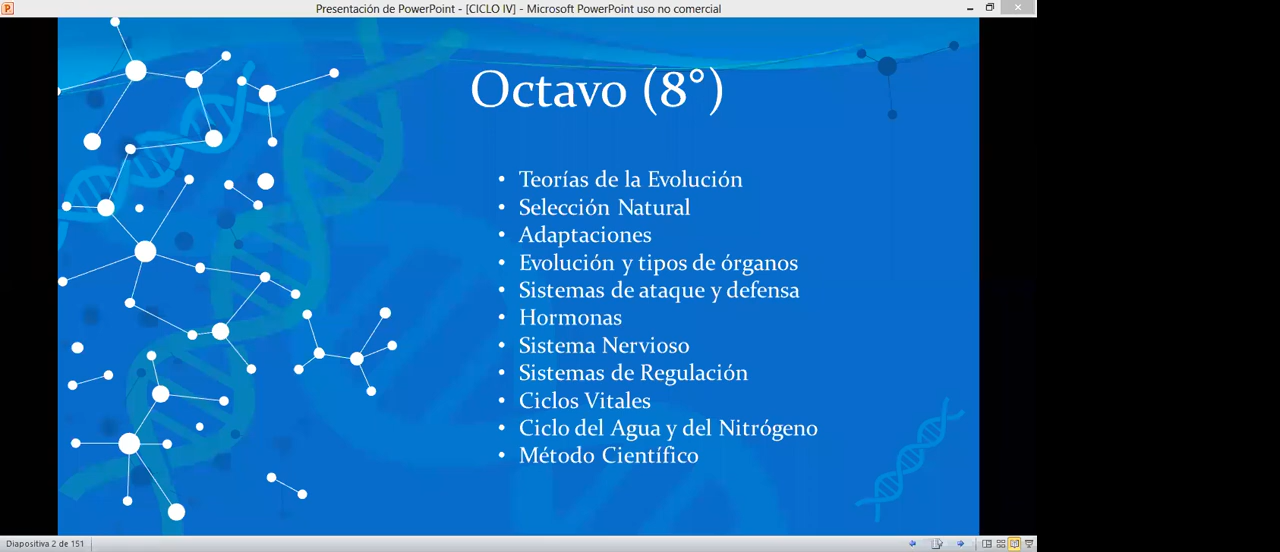 Presentación de PowerPoint - [CICLO IV] - Microsoft PowerPoint uso no comercial
Octavo (8°)
• Teorías de la Evolución
• Selección Natural
• Adaptaciones
• Evolución y tipos de órganos
• Sistemas de ataque y defensa
• Hormonas
• Sistema Nervioso
• Sistemas de Regulación
• Ciclos Vitales
• Ciclo del Agua y del Nitrógeno
• Método Científico
Diapositiva 2 de 151